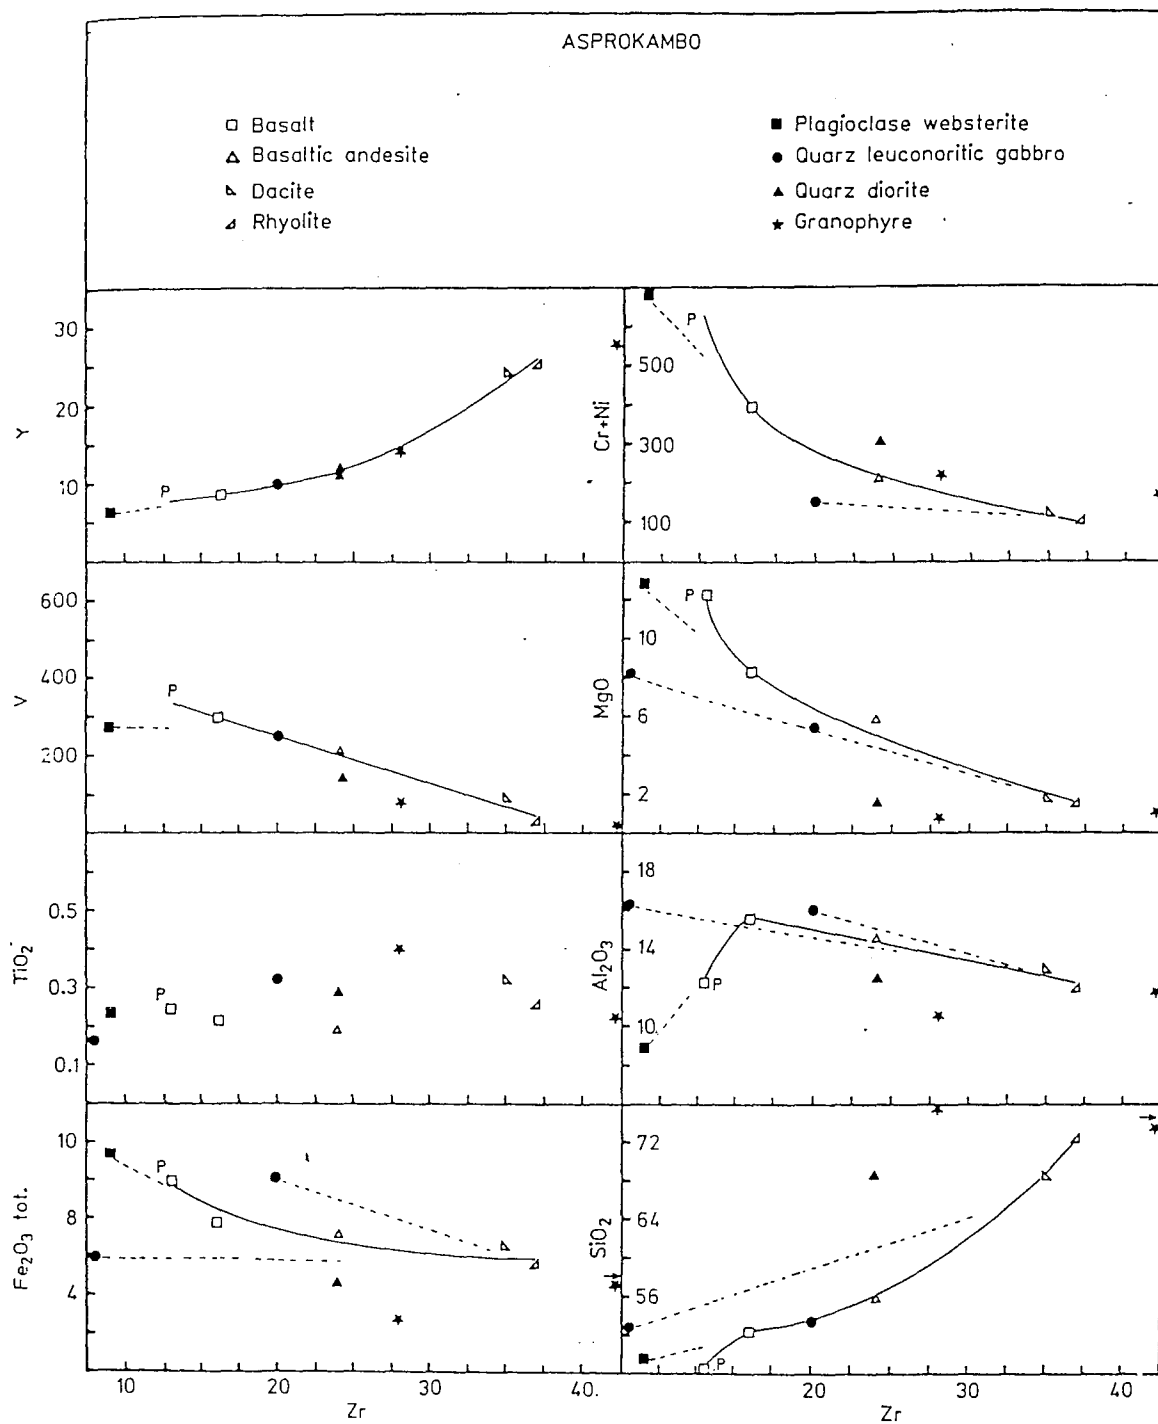 ASPROKAMBO
Basalt
Basaltic andesite
Dacite
Rhyolite
Plagioclase websterite
Quarz leuconoritic gabbro
Quarz diorite
Granophyre
30
20
10
Y
P
500
300
100
Cr+Ni
P
600
400
200
V
P
10
6
2
MgO
P
0.5
0.3
0.1
TiO2
P
18
14
10
Al2O3
P
10
8
4
Fe2O3 tot.
P
72
64
56
SiO2
P
10 20 30 40.
Zr
20 30 40
Zr